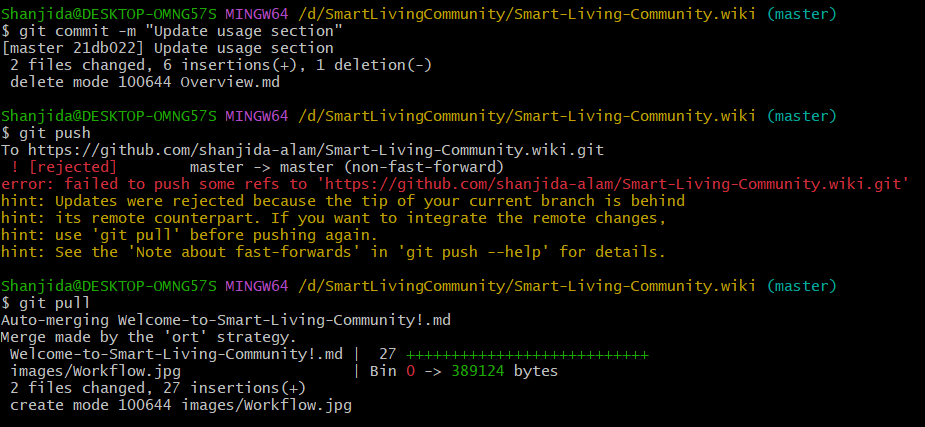 Shanjida@DESKTOP-OMNG57S MINGW64 /d/SmartLivingCommunity/Smart-Living-Community.wiki (master)
$ git commit -m "Update usage section"
[master 21db022] Update usage section
 2 files changed, 6 insertions(+), 1 deletion(-)
 delete mode 100644 Overview.md

Shanjida@DESKTOP-OMNG57S MINGW64 /d/SmartLivingCommunity/Smart-Living-Community.wiki (master)
$ git push
To https://github.com/shanjida-alam/Smart-Living-Community.wiki.git
 ! [rejected]        master -> master (non-fast-forward)
error: failed to push some refs to 'https://github.com/shanjida-alam/Smart-Living-Community.wiki.git'
hint: Updates were rejected because the tip of your current branch is behind
hint: its remote counterpart. If you want to integrate the remote changes,
hint: use 'git pull' before pushing again.
hint: See the 'Note about fast-forwards' in 'git push --help' for details.

Shanjida@DESKTOP-OMNG57S MINGW64 /d/SmartLivingCommunity/Smart-Living-Community.wiki (master)
$ git pull
Auto-merging Welcome-to-Smart-Living-Community!.md
Merge made by the 'ort' strategy.
 Welcome-to-Smart-Living-Community!.md |  27 +++++++++++++++++++++++++++
 images/Workflow.jpg                   | Bin 0 -> 389124 bytes
 2 files changed, 27 insertions(+)
 create mode 100644 images/Workflow.jpg